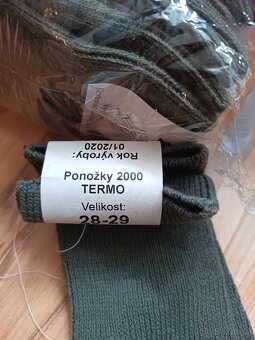 Rok výroby:
01/2020
Ponožky 2000
TERMO
Velikost:
28-29